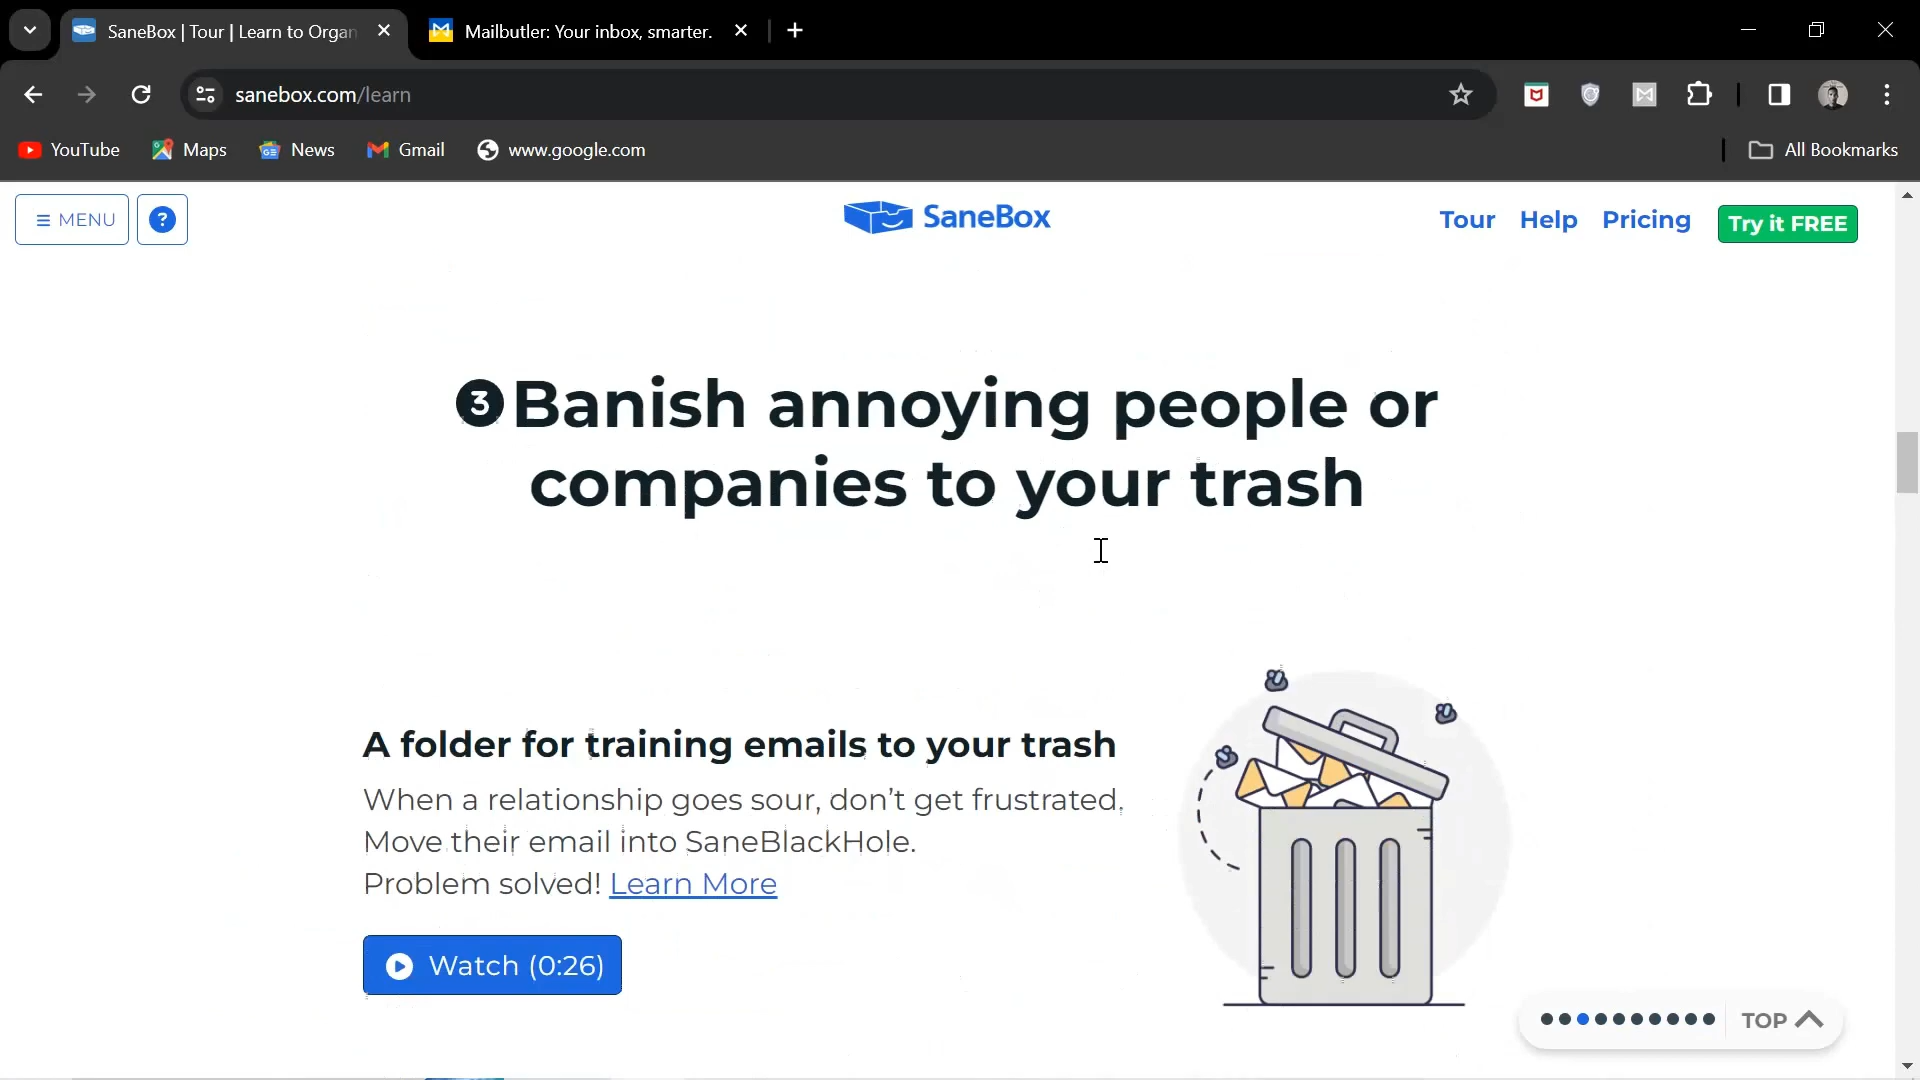 SaneBox | Tour | Learn to Organ
Mailbutler: Your inbox, smarter.
sanebox.com/learn
YouTube
Maps
News
Gmail
www.google.com
All Bookmarks
MENU
?
SaneBox
Tour
Help
Pricing
Try it FREE
3 Banish annoying people or
companies to your trash
A folder for training emails to your trash
When a relationship goes sour, don’t get frustrated.
Move their email into SaneBlackHole.
Problem solved! Learn More
Watch (0:26)
TOP